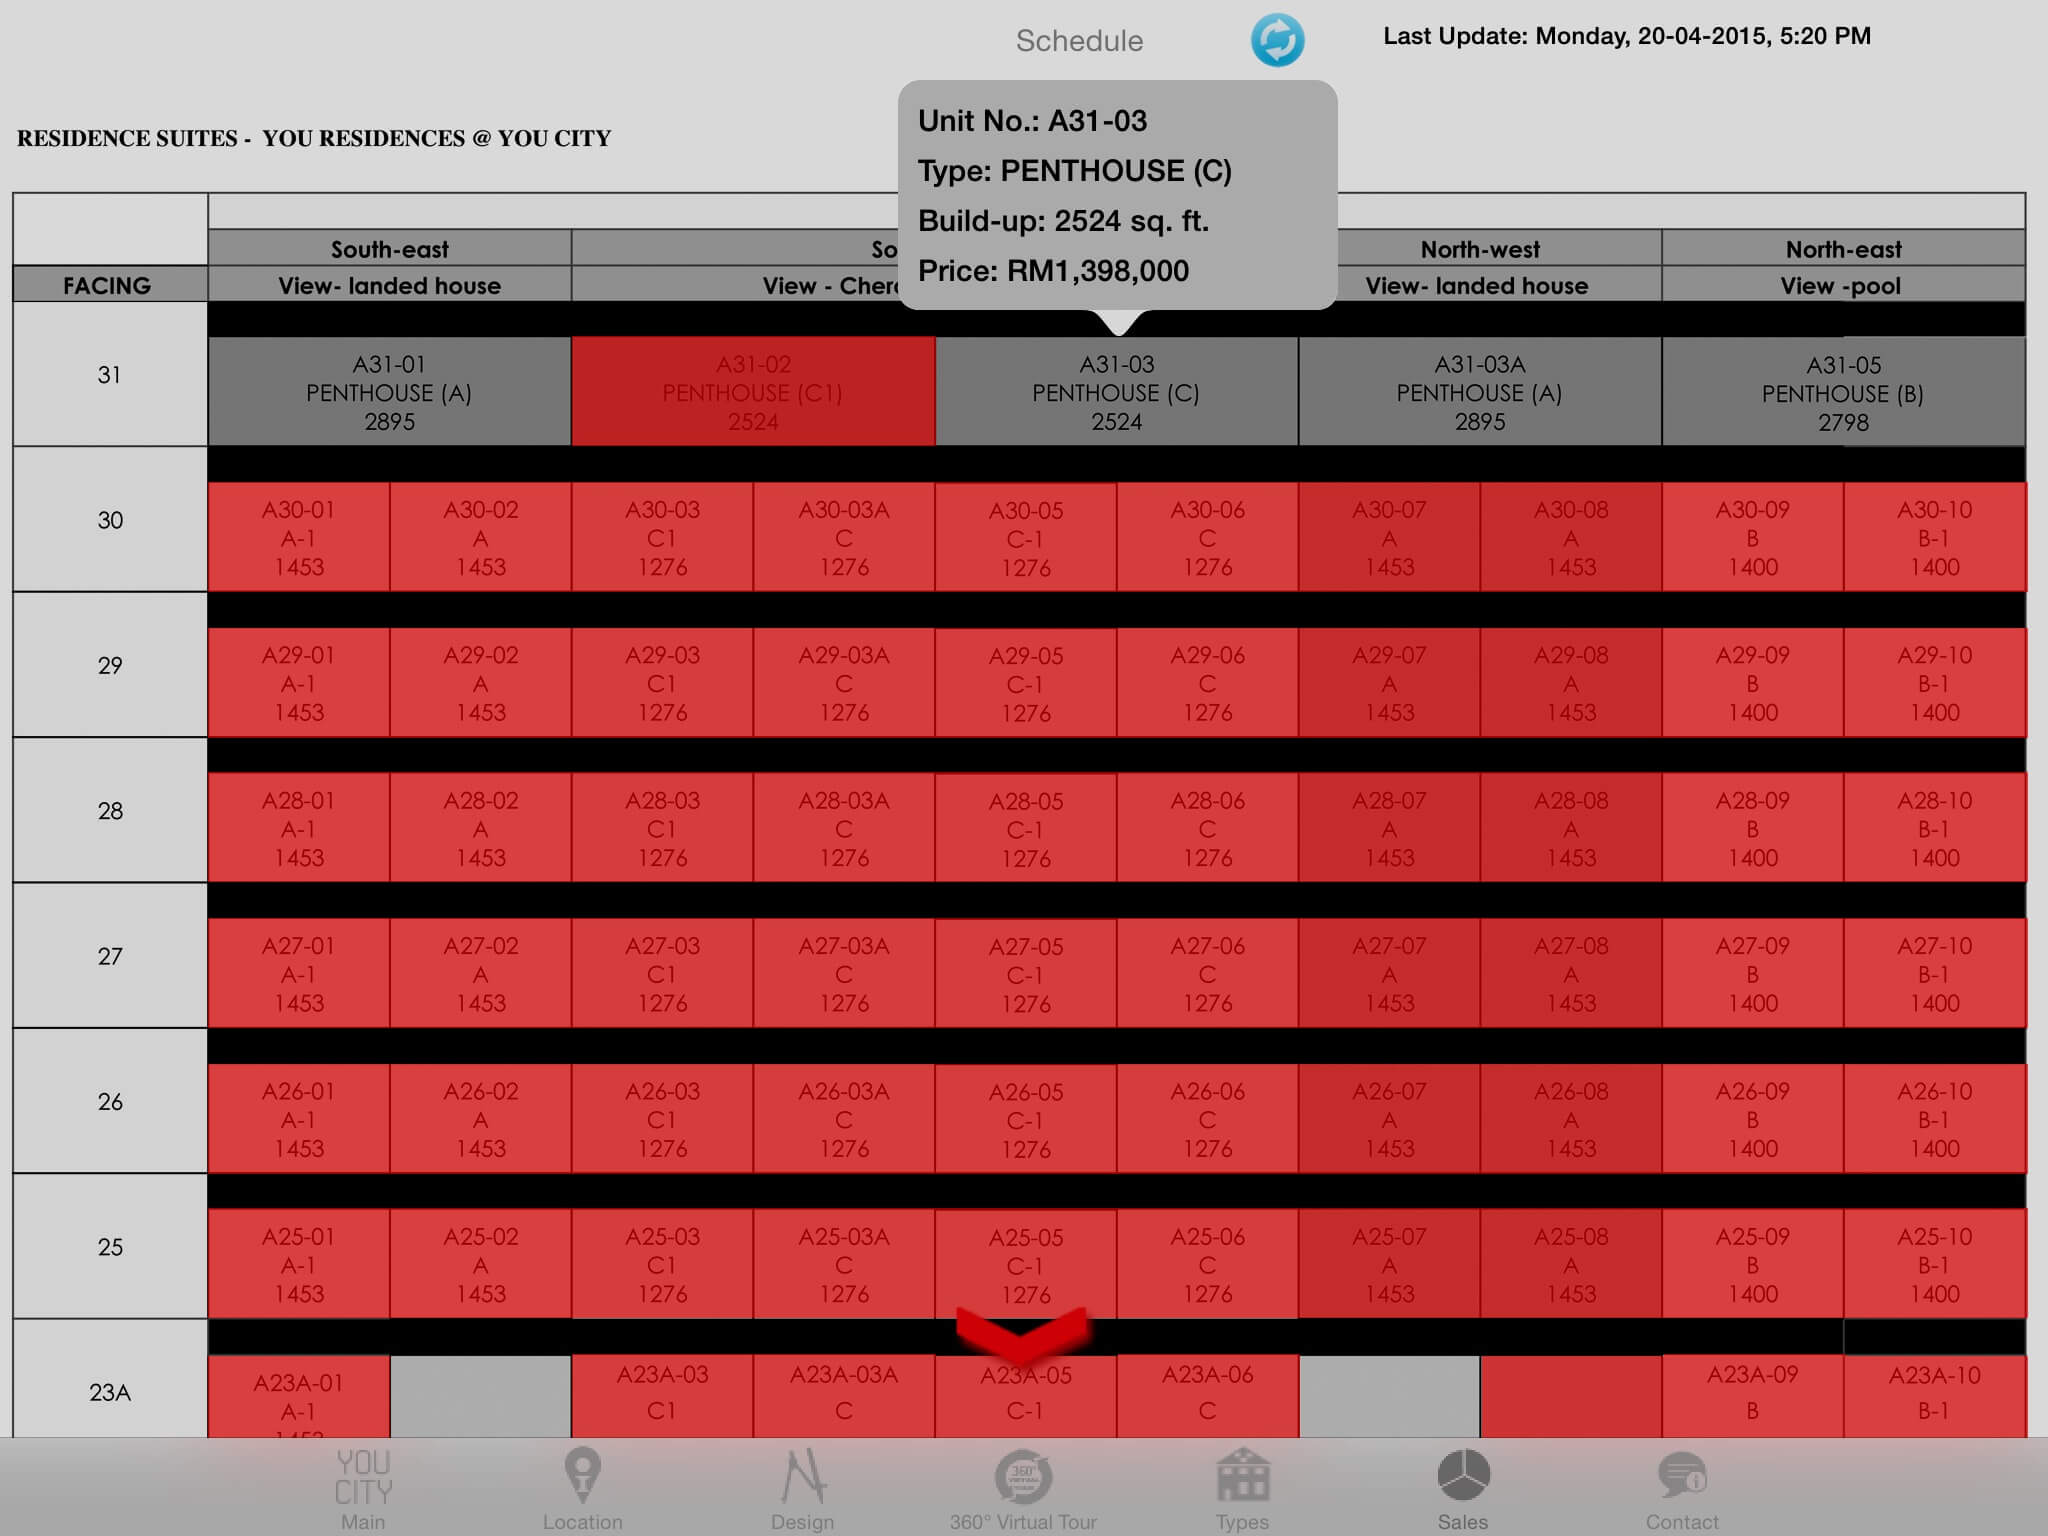 Schedule
Last Update: Monday, 20-04-2015, 5:20 PM
Unit No.: A31-03
Type: PENTHOUSE (C)
Build-up: 2524 sq. ft.
Price: RM1,398,000
RESIDENCE SUITES - YOU RESIDENCES @ YOU CITY
South-east So North-west North-east
FACING View- landed house View - Cher View- landed house View -pool
31
A31-01 A31-02 A31-03 A31-03A A31-05
PENTHOUSE (A) PENTHOUSE (C1) PENTHOUSE (C) PENTHOUSE (A) PENTHOUSE (B)
2895 2524 2524 2895 2798
30
A30-01 A30-02 A30-03 A30-03A A30-05 A30-06 A30-07 A30-08 A30-09 A30-10
A-1 A C1 C C-1 C A A B B-1
1453 1453 1276 1276 1276 1276 1453 1453 1400 1400
29
A29-01 A29-02 A29-03 A29-03A A29-05 A29-06 A29-07 A29-08 A29-09 A29-10
A-1 A C1 C C-1 C A A B B-1
1453 1453 1276 1276 1276 1276 1453 1453 1400 1400
28
A28-01 A28-02 A28-03 A28-03A A28-05 A28-06 A28-07 A28-08 A28-09 A28-10
A-1 A C1 C C-1 C A A B B-1
1453 1453 1276 1276 1276 1276 1453 1453 1400 1400
27
A27-01 A27-02 A27-03 A27-03A A27-05 A27-06 A27-07 A27-08 A27-09 A27-10
A-1 A C1 C C-1 C A A B B-1
1453 1453 1276 1276 1276 1276 1453 1453 1400 1400
26
A26-01 A26-02 A26-03 A26-03A A26-05 A26-06 A26-07 A26-08 A26-09 A26-10
A-1 A C1 C C-1 C A A B B-1
1453 1453 1276 1276 1276 1276 1453 1453 1400 1400
25
A25-01 A25-02 A25-03 A25-03A A25-05 A25-06 A25-07 A25-08 A25-09 A25-10
A-1 A C1 C C-1 C A A B B-1
1453 1453 1276 1276 1276 1276 1453 1453 1400 1400
23A
A23A-01 A23A-03 A23A-03A A23A-05 A23A-06 A23A-09 A23A-10
A-1 C1 C C-1 C B B-1
YOU
CITY
360°
Main Location Design 360° Virtual Tour Types Sales Contact